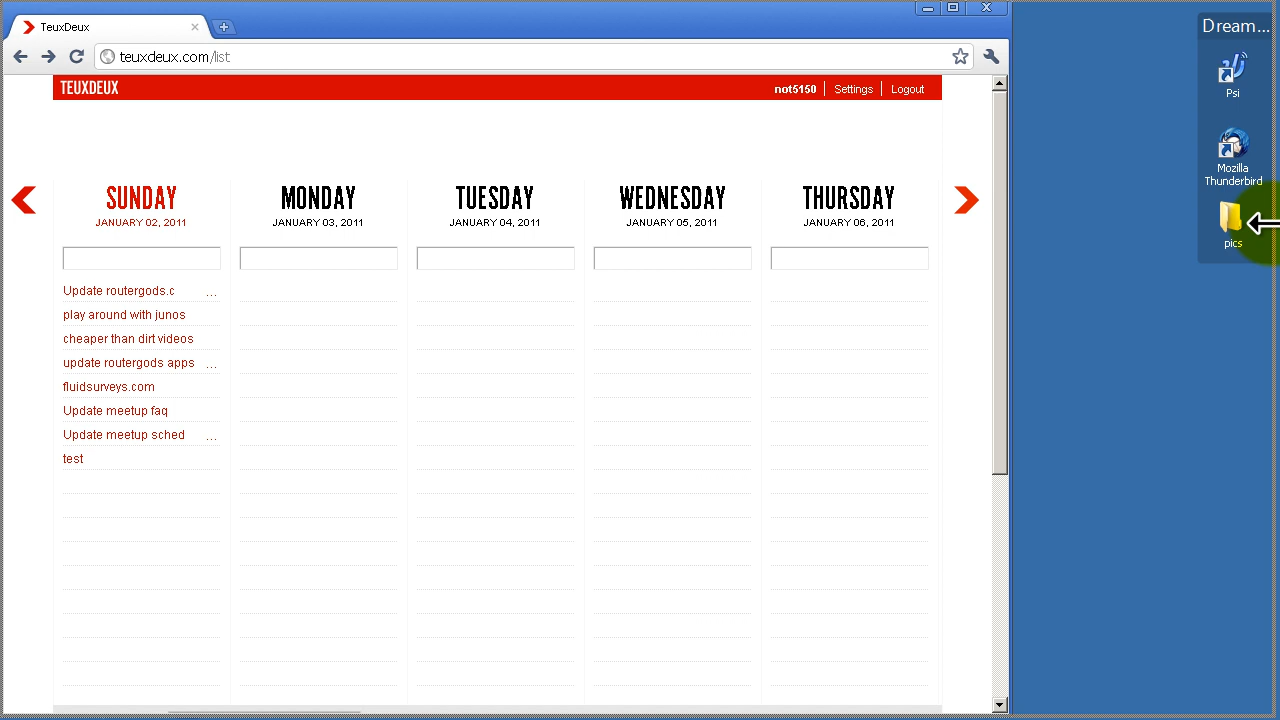 TeuxDeux
teuxdeux.com/list
TEUXDEUX
not5150 Settings Logout
SUNDAY MONDAY TUESDAY WEDNESDAY THURSDAY
JANUARY 02, 2011 JANUARY 03, 2011 JANUARY 04, 2011 JANUARY 05, 2011 JANUARY 06, 2011
Update routergods.c ...
play around with junos
cheaper than dirt videos
update routergods apps ...
fluidsurveys.com
Update meetup faq
Update meetup sched ...
test
Dream...
Psi
Mozilla
Thunderbird
pics